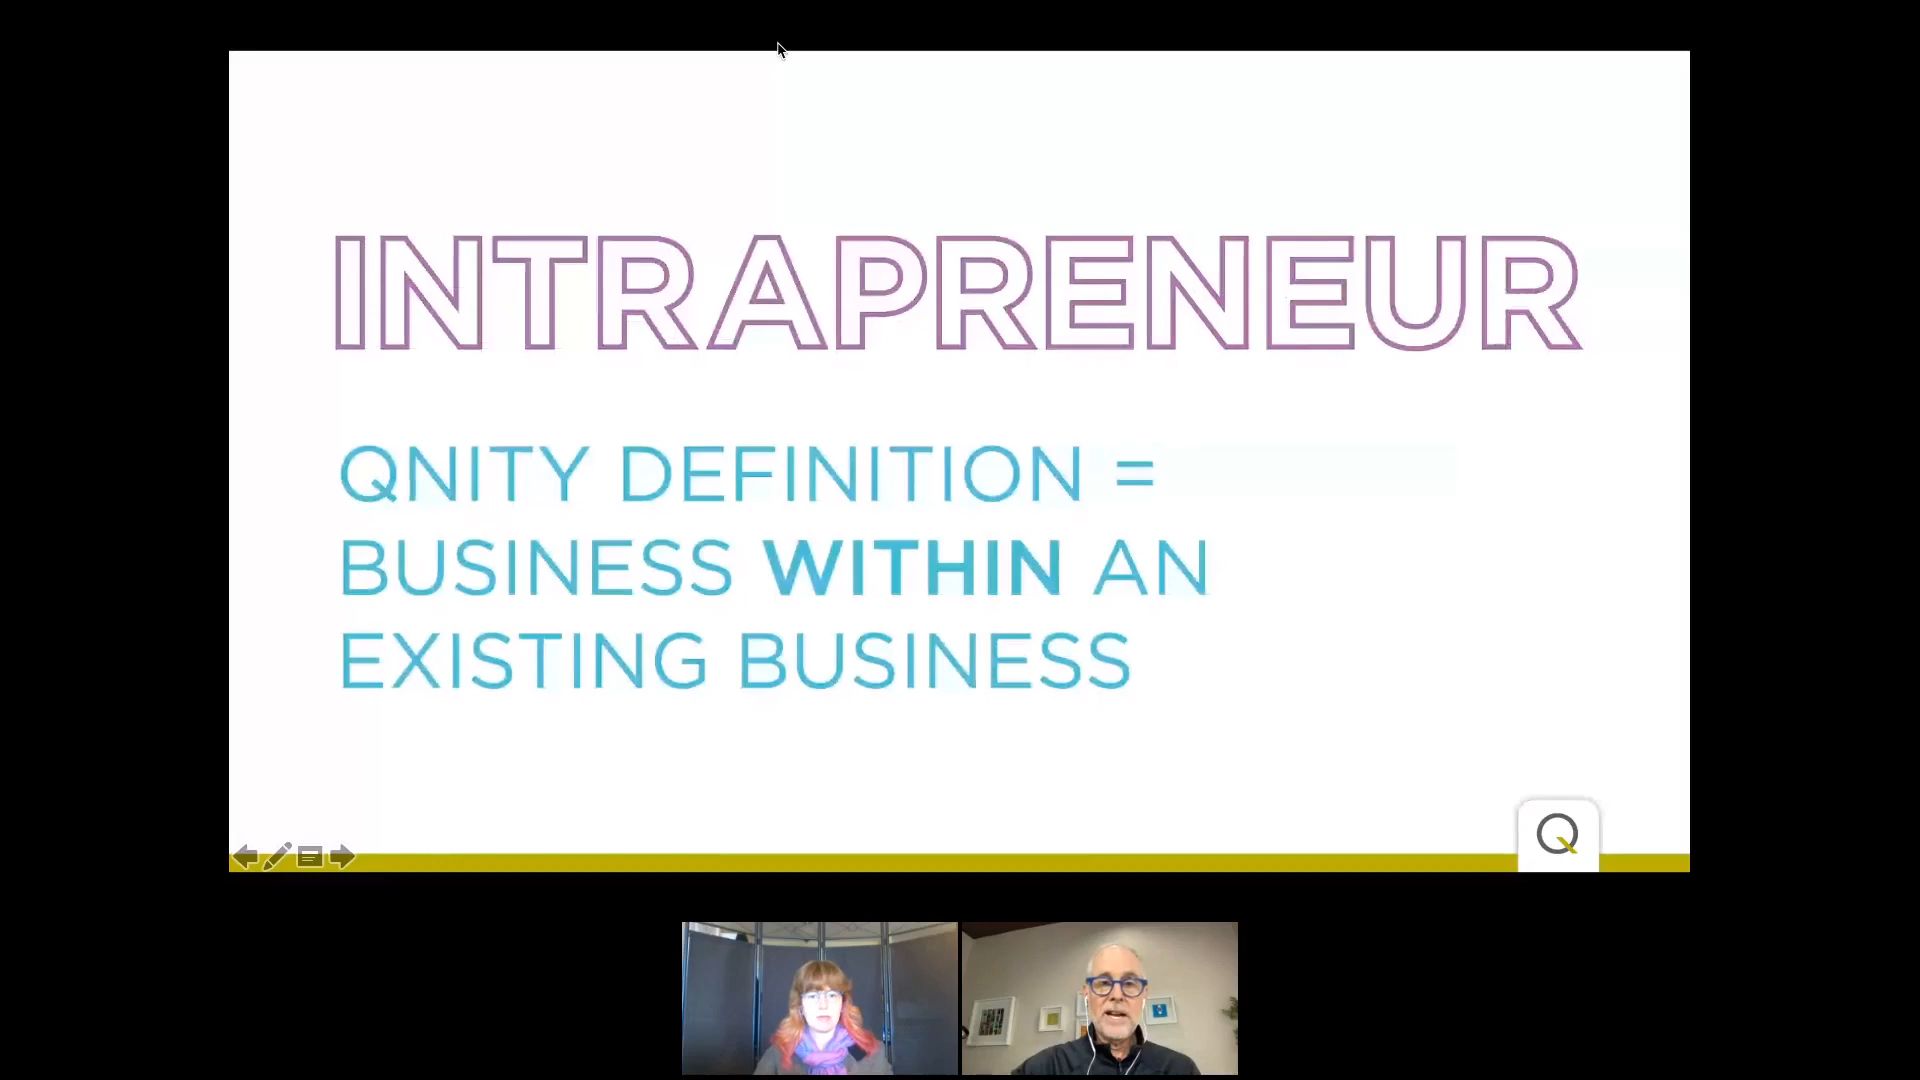 INTRAPRENEUR
QNITY DEFINITION =
BUSINESS WITHIN AN
EXISTING BUSINESS
Q